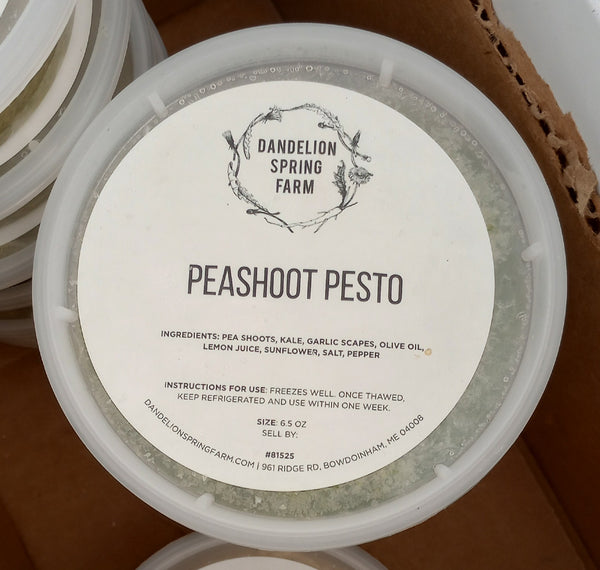 DANDELION
SPRING
FARM
PEASHOOT PESTO
INGREDIENTS: PEA SHOOTS, KALE, GARLIC SCAPES, OLIVE OIL,
LEMON JUICE, SUNFLOWER, SALT, PEPPER
INSTRUCTIONS FOR USE: FREEZES WELL. ONCE THAWED,
KEEP REFRIGERATED AND USE WITHIN ONE WEEK.
SIZE: 6.5 OZ
SELL BY:
#81525
DANDELIONSPRINGFARM.COM | 961 RIDGE RD, BOWDOINHAM, ME 04008